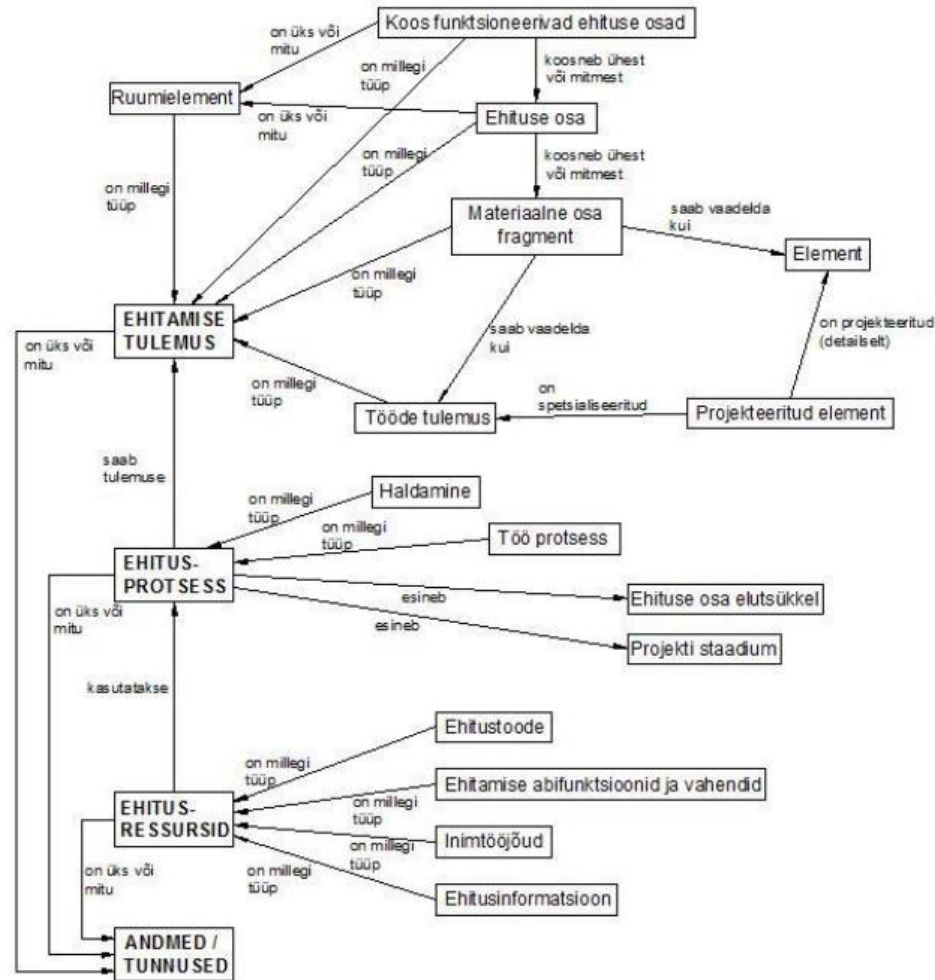 Koos funktsioneerivad ehituse osad
on üks või
mitu
on millegi
tüüp
koosneb ühest
või mitmest
Ruumielement
on üks või
mitu
Ehituse osa
on millegi
tüüp
koosneb ühest
või mitmest
on millegi
tüüp
Materiaalne osa
fragment
saab vaadelda
kui
Element
on millegi
tüüp
EHITAMISE
TULEMUS
on üks või
mitu
saab vaadelda
kui
on projekteeritud
(detailselt)
on millegi
tüüp
on
spetsialiseeritud
Tööde tulemus
Projekteeritud element
saab
tulemuse
Haldamine
on millegi
tüüp
on millegi
tüüp
Töö protsess
EHITUS-
PROTSESS
on üks või
mitu
esineb
Ehituse osa elutsükkel
esineb
Projekti staadium
kasutatakse
Ehitustoode
on millegi
tüüp
Ehitamise abifunktsioonid ja vahendid
on millegi
tüüp
EHITUS-
RESSURSID
Inimtööjõud
on millegi
tüüp
on üks või
mitu
on millegi
tüüp
Ehitusinformatsioon
ANDMED /
TUNNUSED